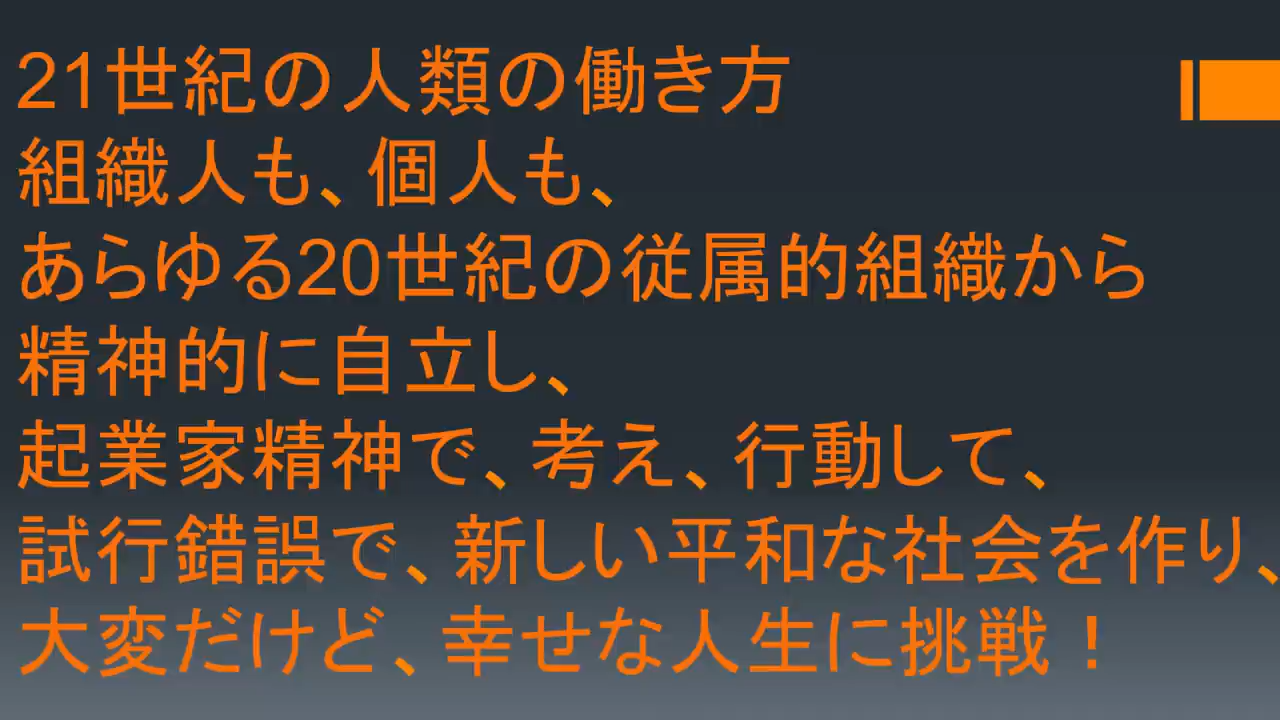 21世紀の人類の働き方
組織人も、個人も、
あらゆる20世紀の従属的組織から
精神的に自立し、
起業家精神で、考え、行動して、
試行錯誤で、新しい平和な社会を作り、
大変だけど、幸せな人生に挑戦！